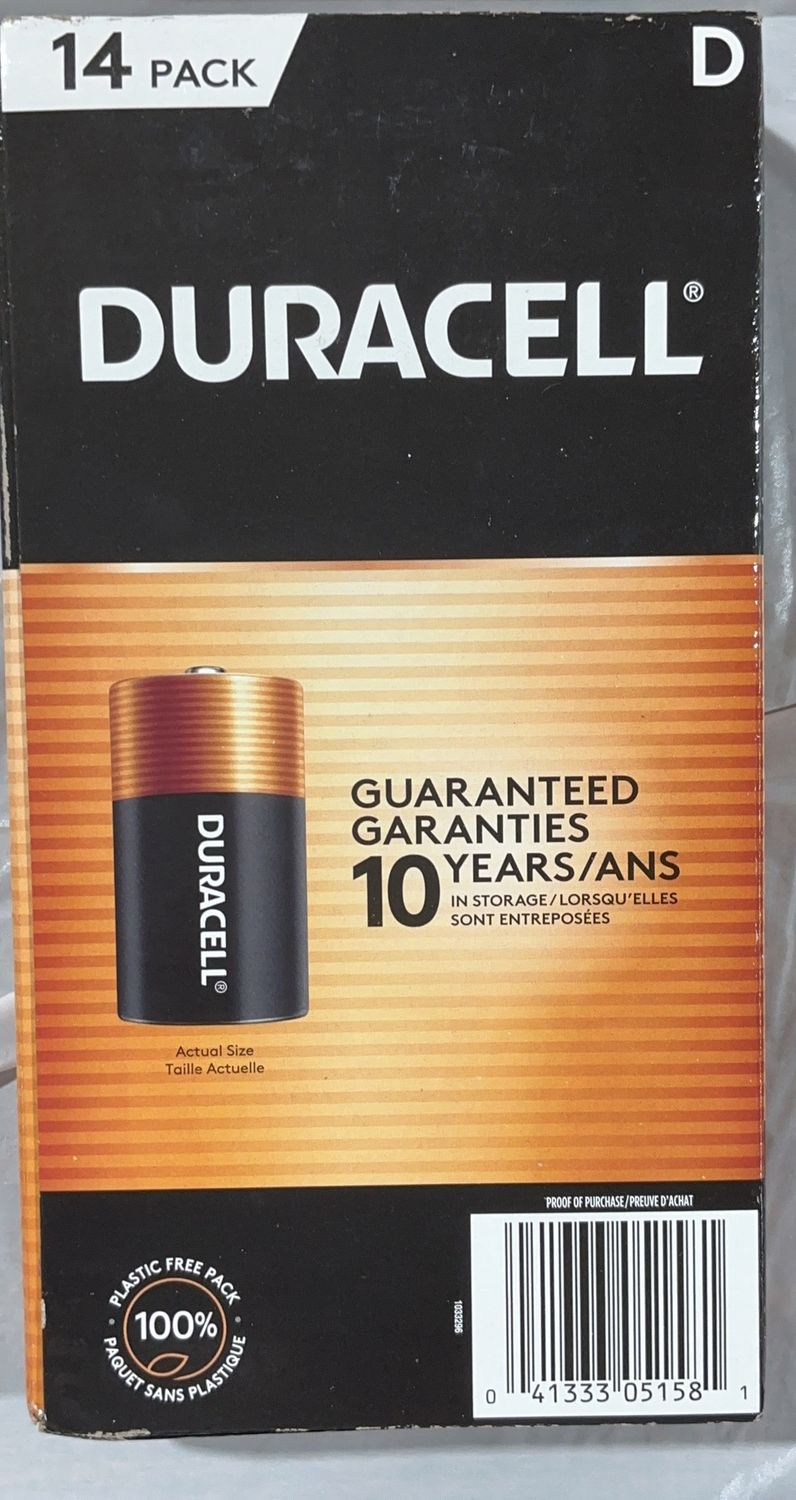 14 PACK
D
DURACELL®
DURACELL®
GUARANTEED
GARANTIES
10 YEARS/ANS
IN STORAGE/LORSQU'ELLES
SONT ENTREPOSÉES
Actual Size
Taille Actuelle
PROOF OF PURCHASE/PREUVE D'ACHAT
PLASTIC FREE PACK
100%
PAQUET SANS PLASTIQUE
1033296
0 41333 05158 1